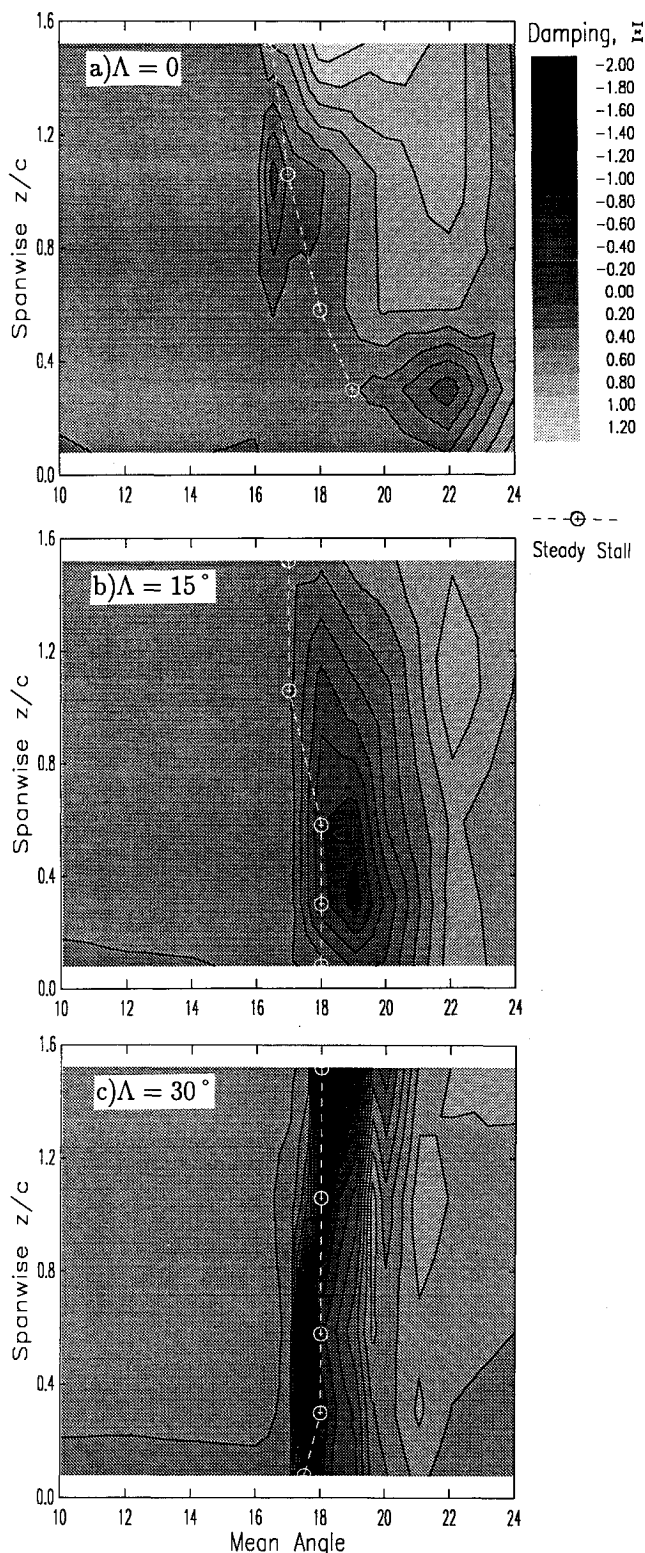 Damping, Ξ
-2.00
-1.80
-1.60
-1.40
-1.20
-1.00
-0.80
-0.60
-0.40
-0.20
0.00
0.20
0.40
0.60
0.80
1.00
1.20
Steady Stall
a)Λ = 0
Spanwise z/c
1.6
1.2
0.8
0.4
0.0
10 12 14 16 18 20 22 24
b)Λ = 15°
Spanwise z/c
1.6
1.2
0.8
0.4
0.0
10 12 14 16 18 20 22 24
c)Λ = 30°
Spanwise z/c
1.6
1.2
0.8
0.4
0.0
10 12 14 16 18 20 22 24
Mean Angle